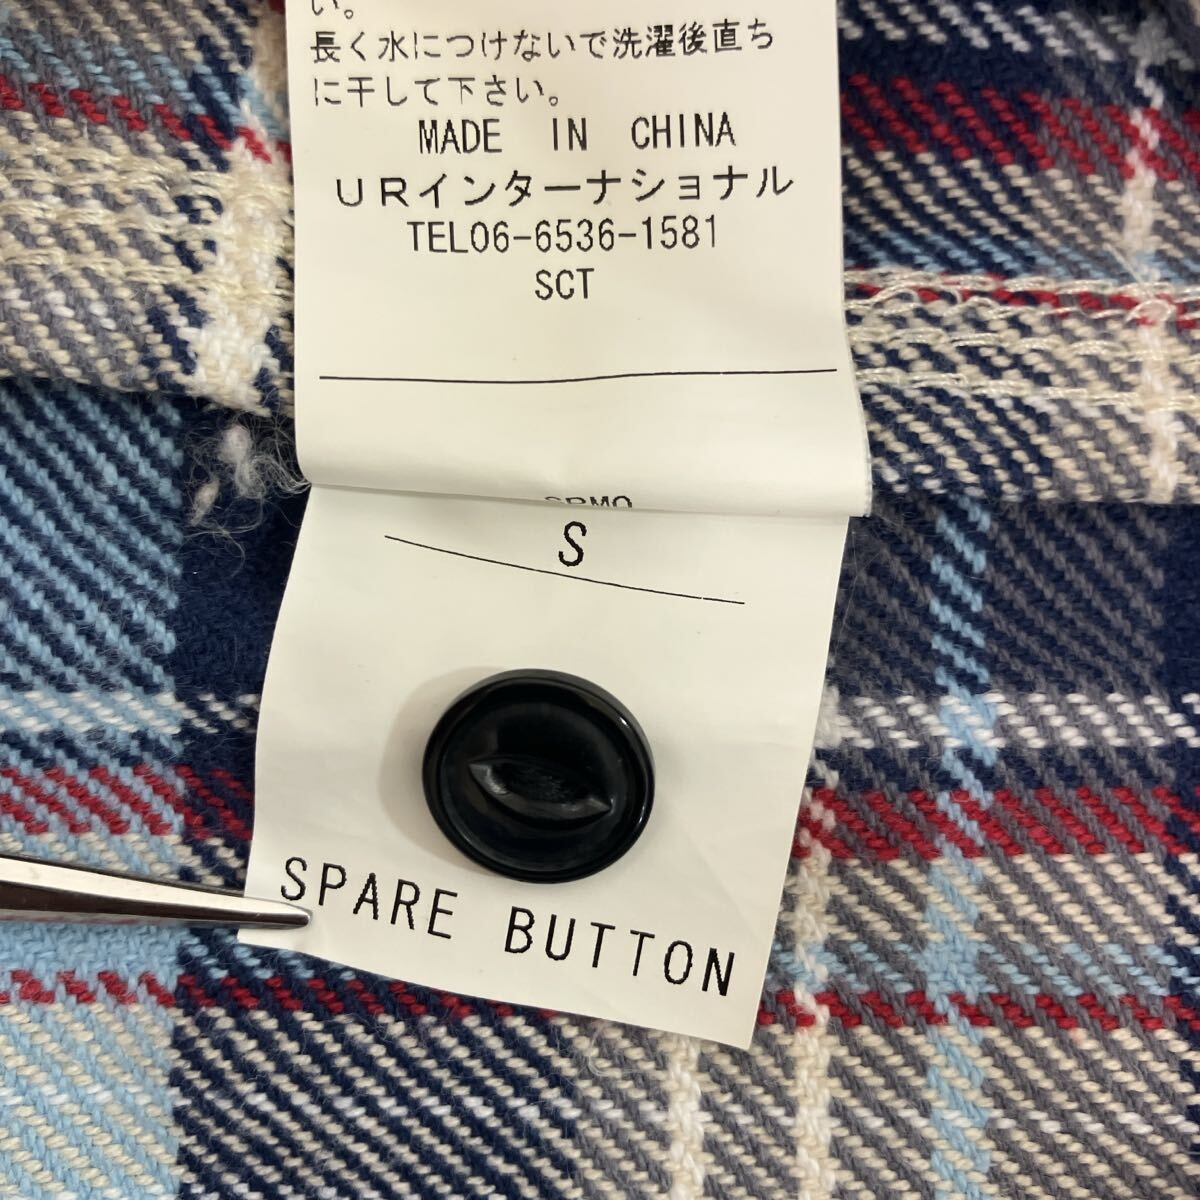 い。
長く水につけないで洗濯後直ち
に干して下さい。
MADE IN CHINA
URインターナショナル
TEL06-6536-1581
SCT
S
SPARE BUTTON